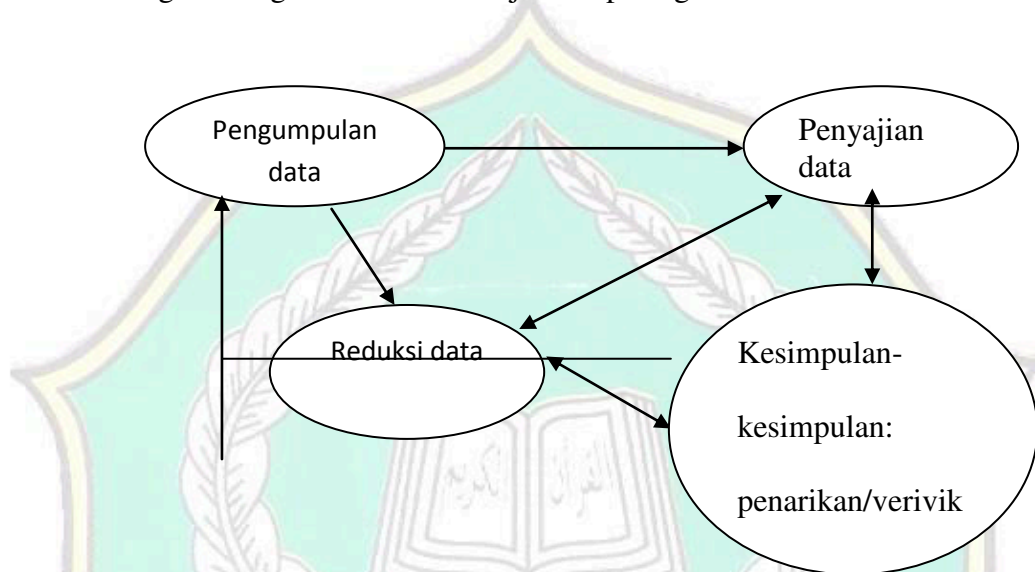 Pengumpulan
data
Penyajian
data
Reduksi data
Kesimpulan-
kesimpulan:
penarikan/verivik